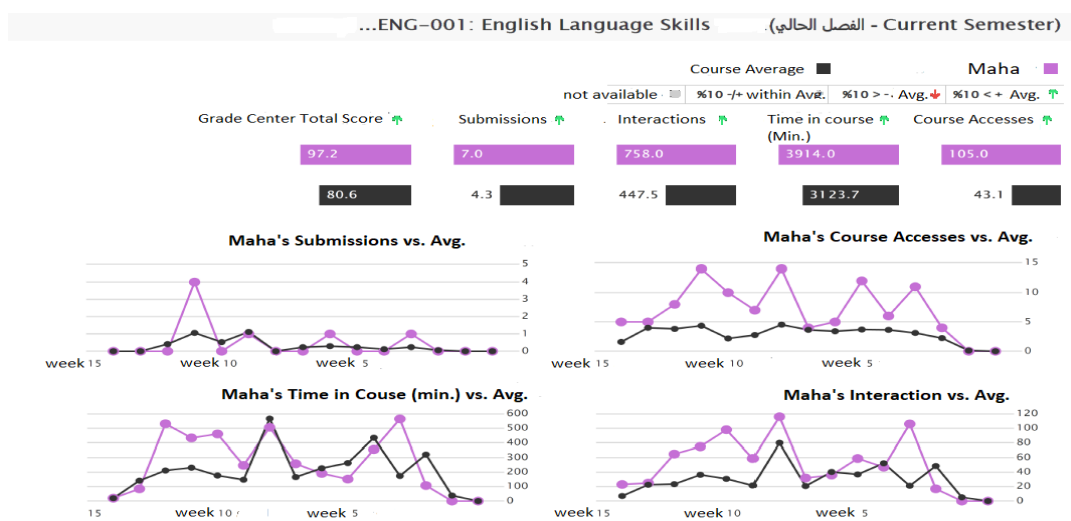 ...ENG-001: English Language Skills (الفصل الحالي - Current Semester)
Course Average Maha
not available %10 -/+ within Avg. %10 > -. Avg. %10 < + Avg.
Grade Center Total Score Submissions Interactions Time in course (Min.) Course Accesses
97.2 7.0 758.0 3914.0 105.0
80.6 4.3 447.5 3123.7 43.1
Maha's Submissions vs. Avg.
5
4
3
2
1
0
week 15 week 10 week 5
Maha's Course Accesses vs. Avg.
15
10
5
0
week 15 week 10 week 5
Maha's Time in Couse (min.) vs. Avg.
600
500
400
300
200
100
0
15 week 10 week 5
Maha's Interaction vs. Avg.
120
100
80
60
40
20
0
week 15 week 10 week 5